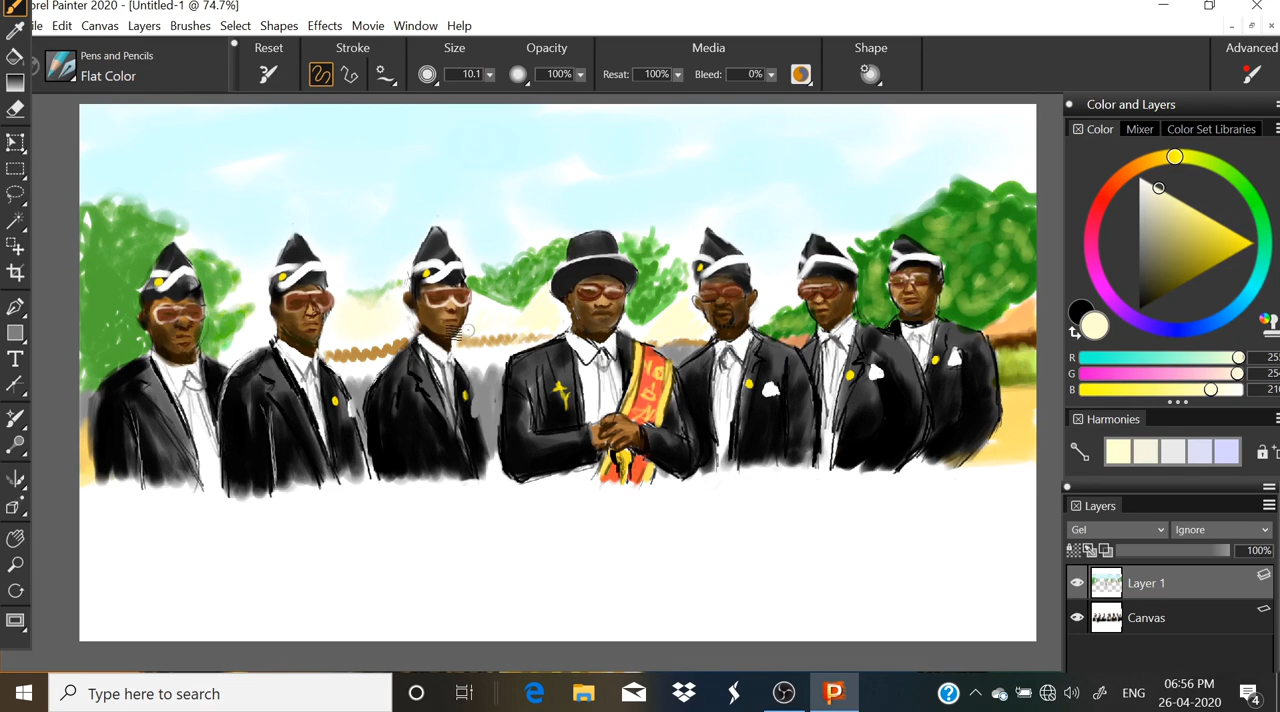 orel Painter 2020 - [Untitled-1 @ 74.7%]
ile Edit Canvas Layers Brushes Select Shapes Effects Movie Window Help
Pens and Pencils
Flat Color
Reset
Stroke
Size
10.1
Opacity
100%
Media
Resat: 100%
Bleed: 0%
Shape
Advanced
Color and Layers
Color
Mixer
Color Set Libraries
R
G
B
Harmonies
Layers
Gel
Ignore
100%
Layer 1
Canvas
Type here to search
ENG
06:56 PM
26-04-2020
4